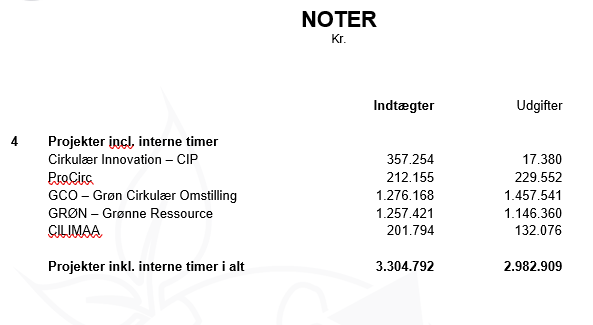 NOTER
Kr.
Indtægter Udgifter
4 Projekter incl. interne timer
Cirkulær Innovation – CIP 357.254 17.380
ProCirc 212.155 229.552
GCO – Grøn Cirkulær Omstilling 1.276.168 1.457.541
GRØN – Grønne Ressource 1.257.421 1.146.360
CILIMAA 201.794 132.076
Projekter inkl. interne timer i alt 3.304.792 2.982.909